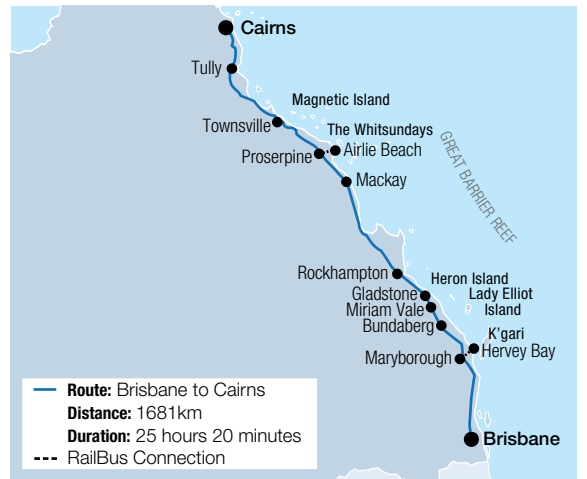 Cairns
Tully
Magnetic Island
Townsville
The Whitsundays
Proserpine
Airlie Beach
GREAT BARRIER REEF
Mackay
Rockhampton
Heron Island
Gladstone
Lady Elliot
Island
Miriam Vale
Bundaberg
K'gari
Maryborough
Hervey Bay
Route: Brisbane to Cairns
Distance: 1681km
Duration: 25 hours 20 minutes
RailBus Connection
Brisbane